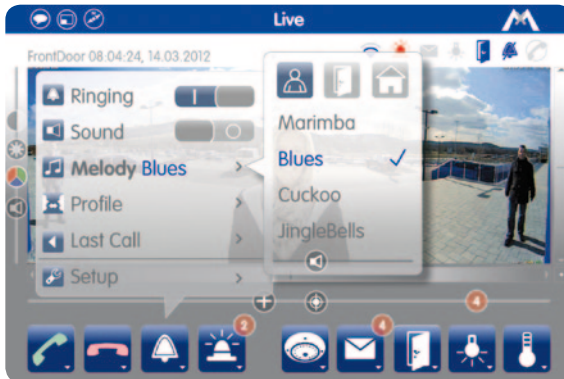 Live
FrontDoor 08:04:24, 14.03.2012
Ringing
Sound
Melody Blues
Profile
Last Call
Setup
Marimba
Blues
Cuckoo
JingleBells
4
2
4